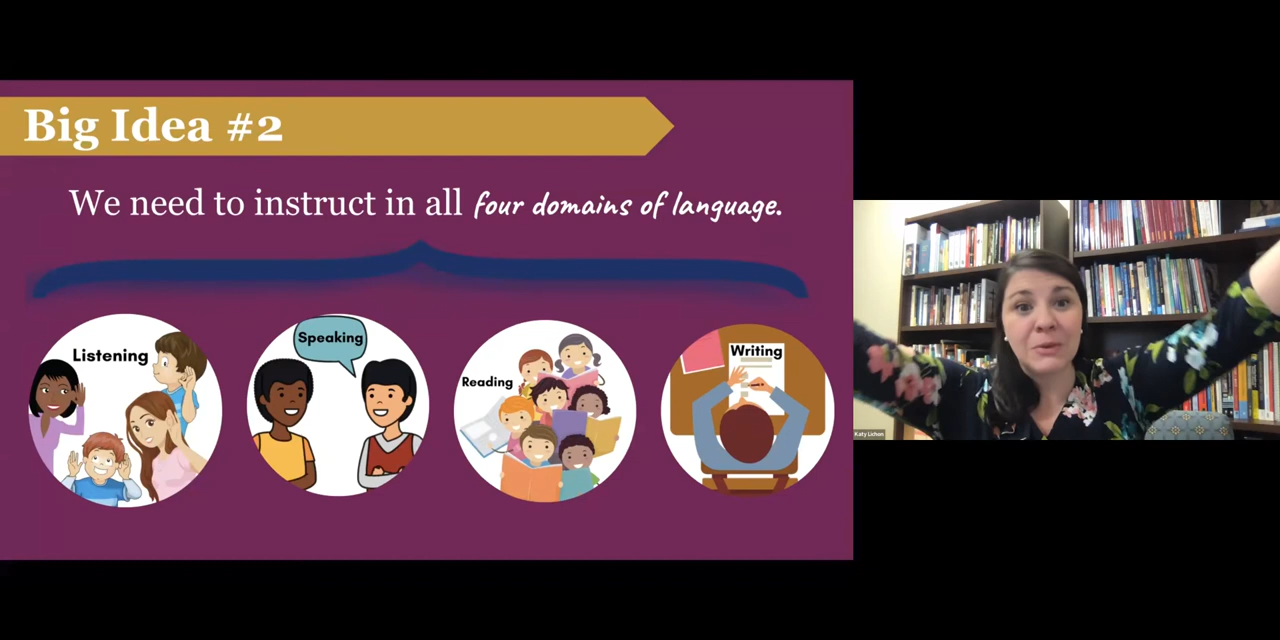 Big Idea #2
We need to instruct in all four domains of language.
Listening
Speaking
Reading
Writing
Katy Lichon